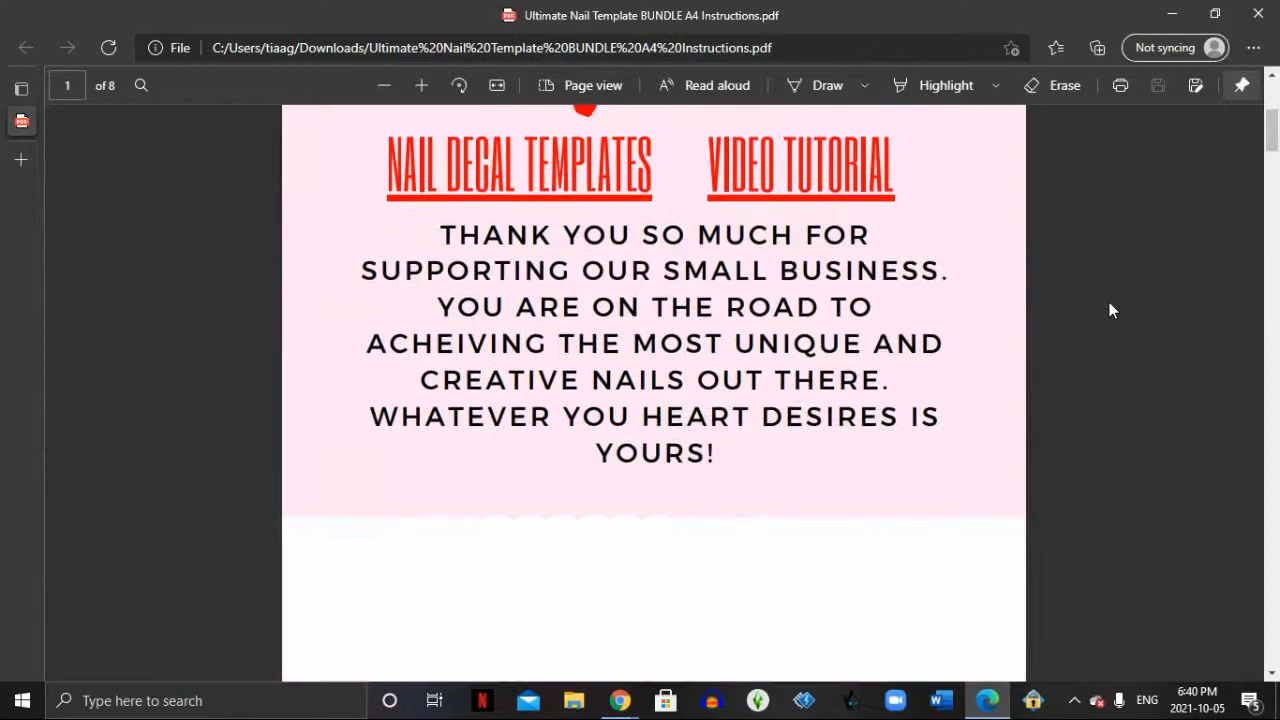 Ultimate Nail Template BUNDLE A4 Instructions.pdf
File C:/Users/tiaag/Downloads/Ultimate%20Nail%20Template%20BUNDLE%20A4%20Instructions.pdf Not syncing
1 of 8 Page view Read aloud Draw Highlight Erase
NAIL DECAL TEMPLATES VIDEO TUTORIAL
THANK YOU SO MUCH FOR
SUPPORTING OUR SMALL BUSINESS.
YOU ARE ON THE ROAD TO
ACHEIVING THE MOST UNIQUE AND
CREATIVE NAILS OUT THERE.
WHATEVER YOU HEART DESIRES IS
YOURS!
Type here to search
ENG
6:40 PM
2021-10-05
5